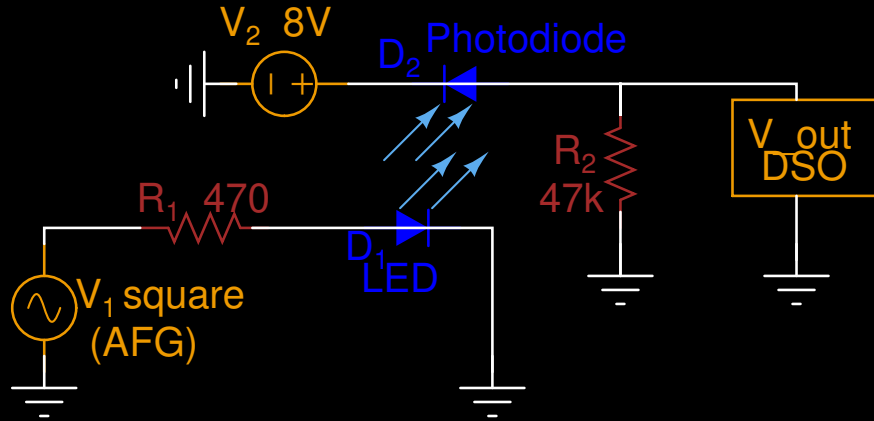 V₂ 8V
D₂ Photodiode
V_out
DSO
R₂
47k
R₁ 470
D₁
LED
V₁ square
(AFG)